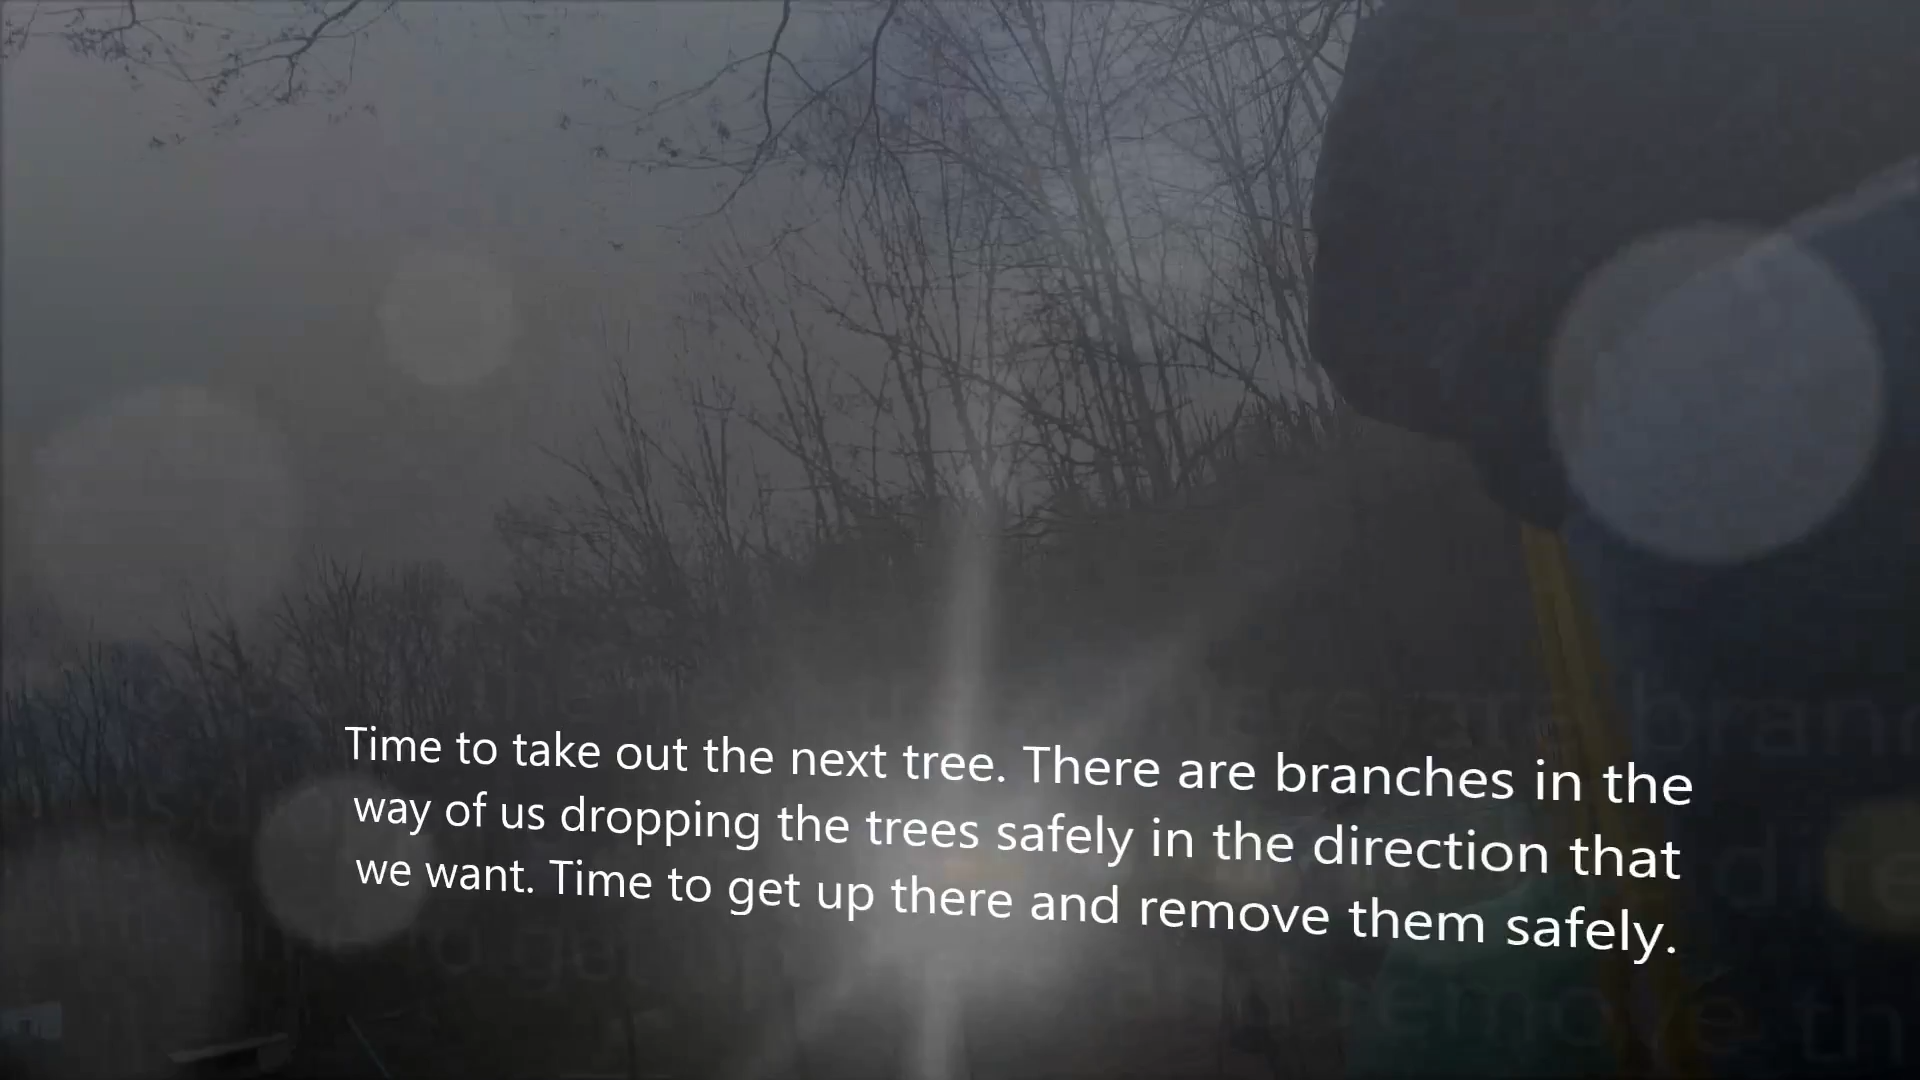 Time to take out the next tree. There are branches in the
way of us dropping the trees safely in the direction that
we want. Time to get up there and remove them safely.